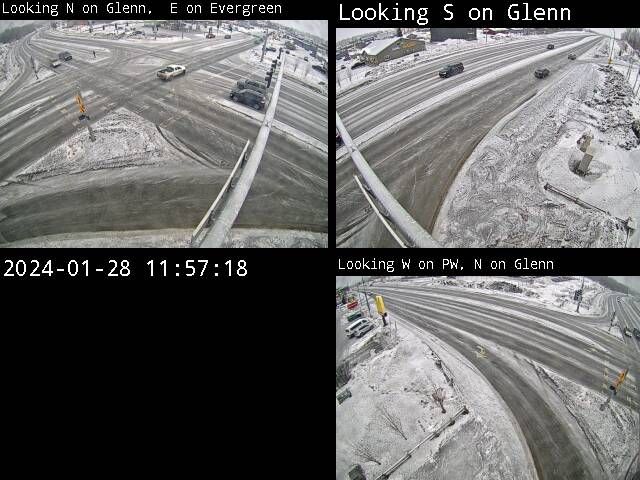 Looking N on Glenn,  E on Evergreen
Looking S on Glenn
2024-01-28 11:57:18
Looking W on PW, N on Glenn